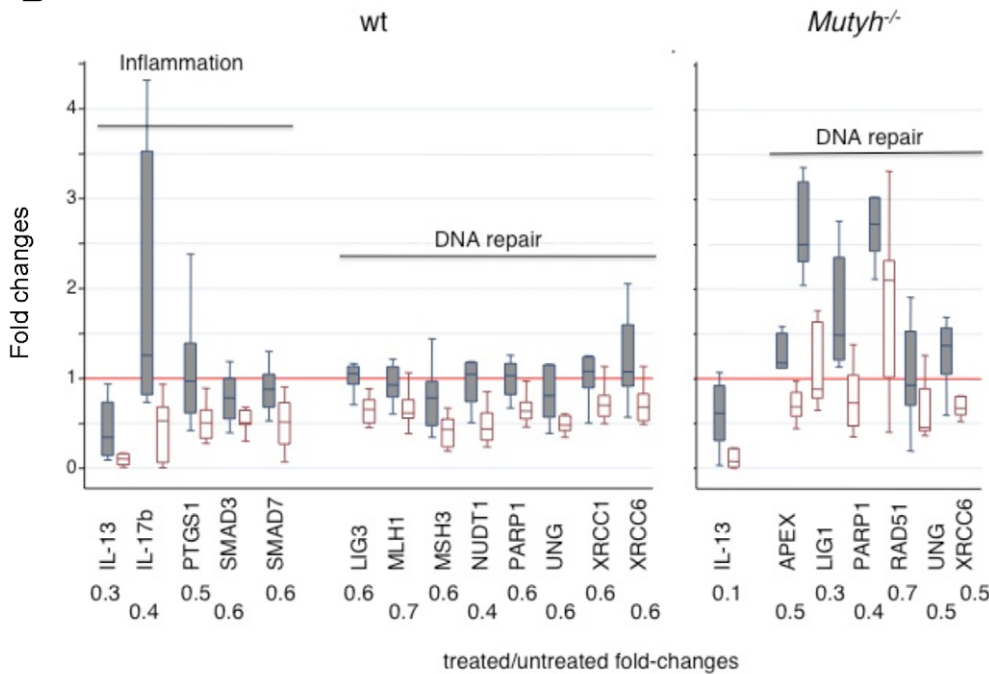 wt
Mutyh-/-
Inflammation
DNA repair
DNA repair
Fold changes
4
3
2
1
0
IL-13
IL-17b
PTGS1
SMAD3
SMAD7
LIG3
MLH1
MSH3
NUDT1
PARP1
UNG
XRCC1
XRCC6
IL-13
APEX
LIG1
PARP1
RAD51
UNG
XRCC6
0.3 0.5 0.6 0.6 0.6 0.6 0.6 0.1 0.3 0.7 0.5
0.4 0.6 0.7 0.4 0.6 0.6 0.5 0.4 0.5
treated/untreated fold-changes